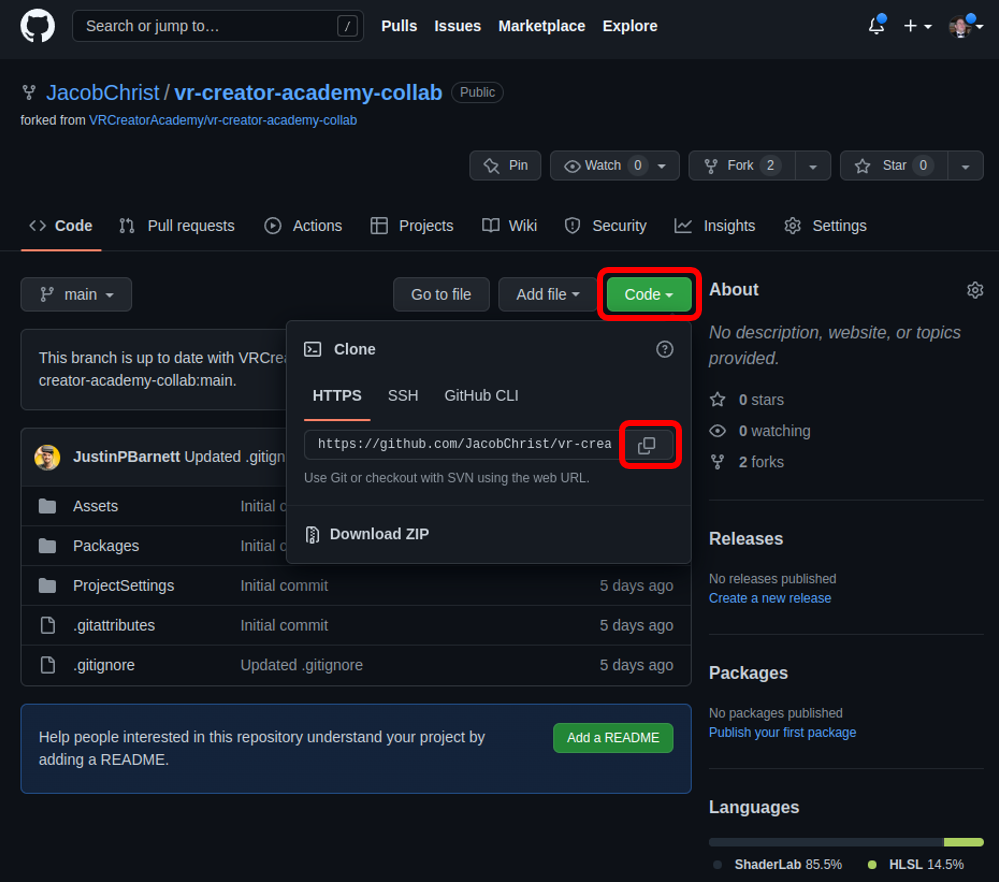 Search or jump to…
/
Pulls
Issues
Marketplace
Explore
JacobChrist / vr-creator-academy-collab
Public
forked from VRCreatorAcademy/vr-creator-academy-collab
Pin
Watch 0
Fork 2
Star 0
Code
Pull requests
Actions
Projects
Wiki
Security
Insights
Settings
main
Go to file
Add file
Code
This branch is up to date with VRCrea
creator-academy-collab:main.
Clone
HTTPS
SSH
GitHub CLI
https://github.com/JacobChrist/vr-crea
Use Git or checkout with SVN using the web URL.
Download ZIP
JustinPBarnett Updated .gitign
Assets
Initial c
Packages
Initial c
ProjectSettings
Initial commit
5 days ago
.gitattributes
Initial commit
5 days ago
.gitignore
Updated .gitignore
5 days ago
Help people interested in this repository understand your project by
adding a README.
Add a README
About
No description, website, or topics
provided.
0 stars
0 watching
2 forks
Releases
No releases published
Create a new release
Packages
No packages published
Publish your first package
Languages
ShaderLab 85.5%
HLSL 14.5%